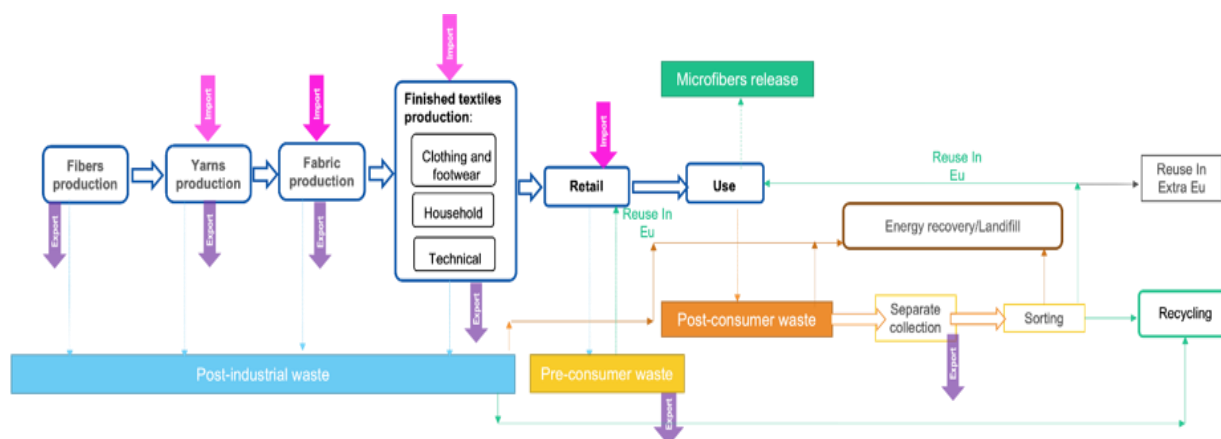 Import
Import
Import
Import
Finished textiles
production:
Clothing and
footwear
Household
Technical
Fibers
production
Yarns
production
Fabric
production
Retail
Use
Microfibers release
Reuse In
Eu
Reuse In
Extra Eu
Reuse In
Eu
Energy recovery/Landfill
Export
Export
Export
Export
Post-consumer waste
Separate
collection
Sorting
Recycling
Export
Post-industrial waste
Pre-consumer waste
Export